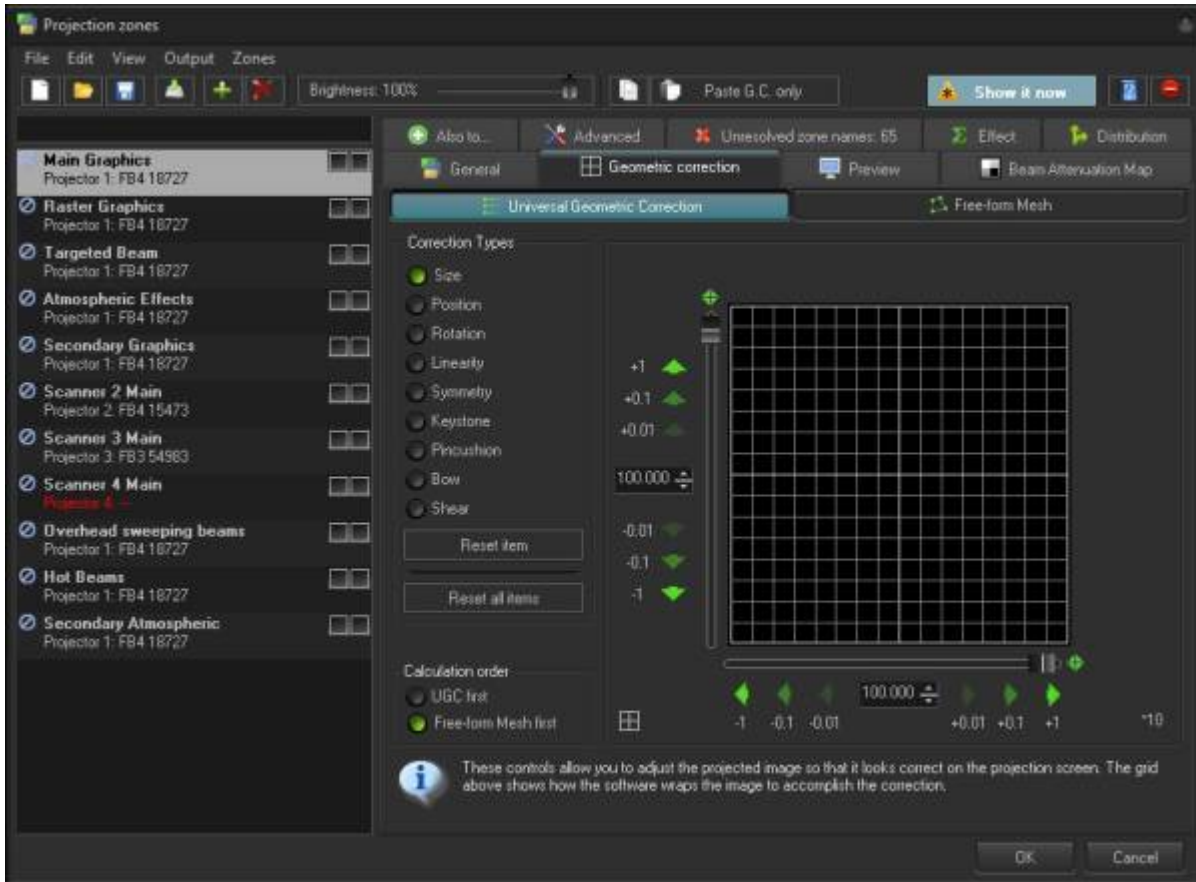 Projection zones
File Edit View Output Zones
Brightness: 100% Paste G.C. only Show it now
Also to... Advanced Unresolved zone names: 65 Effect Distribution
General Geometric correction Preview Beam Attenuation Map
Universal Geometric Correction Free-form Mesh
Main Graphics
Projector 1: FB4 18727
Raster Graphics
Projector 1: FB4 18727
Targeted Beam
Projector 1: FB4 18727
Atmospheric Effects
Projector 1: FB4 18727
Secondary Graphics
Projector 1: FB4 18727
Scanner 2 Main
Projector 2: FB4 15473
Scanner 3 Main
Projector 3: FB3 54983
Scanner 4 Main
Projector 4: --
Overhead sweeping beams
Projector 1: FB4 18727
Hot Beams
Projector 1: FB4 18727
Secondary Atmospheric
Projector 1: FB4 18727
Correction Types
Size
Position
Rotation
Linearity
Symmetry
Keystone
Pincushion
Bow
Shear
Reset item
Reset all items
Calculation order
UGC first
Free-form Mesh first
+1
+0.1
+0.01
100.000
-0.01
-0.1
-1
100.000
-1 -0.1 -0.01 +0.01 +0.1 +1 *10
These controls allow you to adjust the projected image so that it looks correct on the projection screen. The grid
above shows how the software wraps the image to accomplish the correction.
OK Cancel